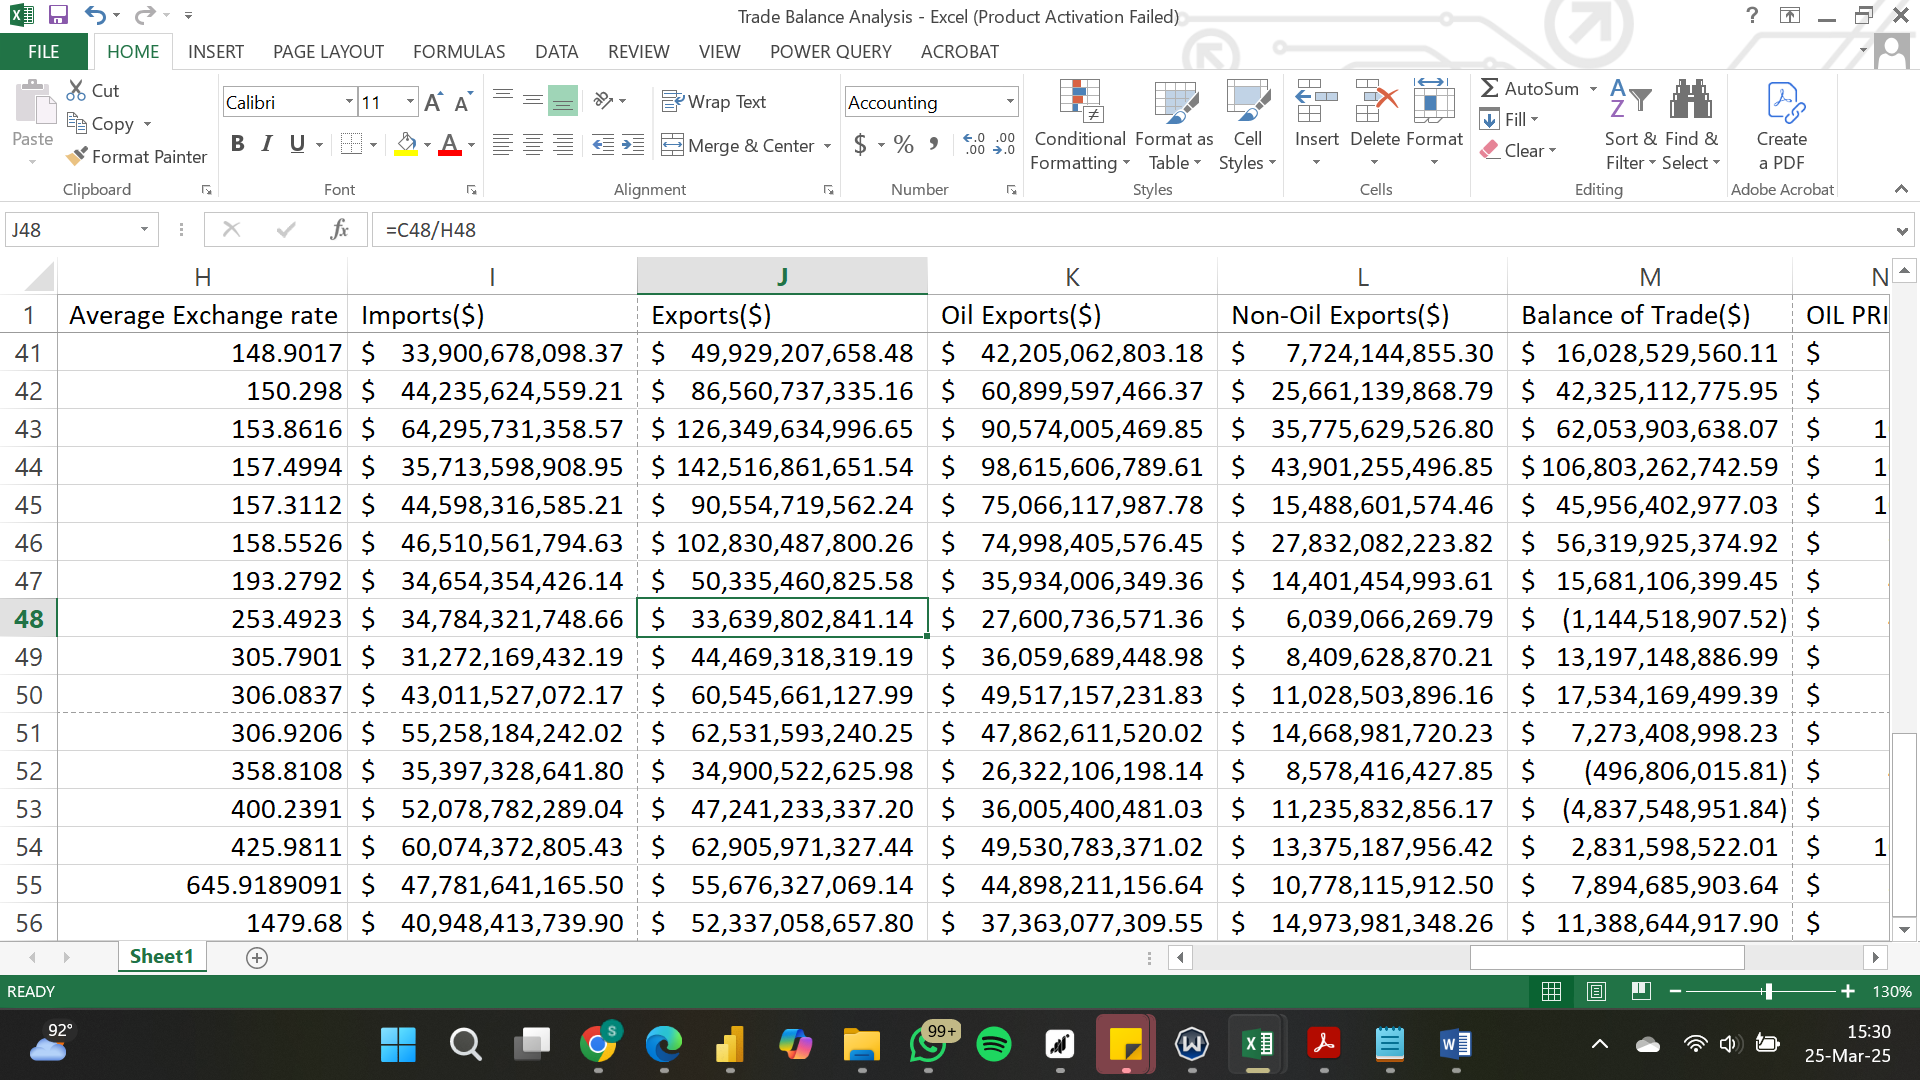 Trade Balance Analysis - Excel (Product Activation Failed)
FILE HOME INSERT PAGE LAYOUT FORMULAS DATA REVIEW VIEW POWER QUERY ACROBAT
Cut
Copy
Format Painter
Paste
Clipboard
Calibri 11
B I U
Font
Wrap Text
Merge & Center
Alignment
Accounting
$ % ,
Number
Conditional Formatting
Format as Table
Cell Styles
Styles
Insert Delete Format
Cells
AutoSum
Fill
Clear
Sort & Filter
Find & Select
Editing
Create a PDF
Adobe Acrobat
J48 fx =C48/H48
H I J K L M N
1 Average Exchange rate Imports($) Exports($) Oil Exports($) Non-Oil Exports($) Balance of Trade($) OIL PRI
41 148.9017 $ 33,900,678,098.37 $ 49,929,207,658.48 $ 42,205,062,803.18 $ 7,724,144,855.30 $ 16,028,529,560.11 $
42 150.298 $ 44,235,624,559.21 $ 86,560,737,335.16 $ 60,899,597,466.37 $ 25,661,139,868.79 $ 42,325,112,775.95 $
43 153.8616 $ 64,295,731,358.57 $ 126,349,634,996.65 $ 90,574,005,469.85 $ 35,775,629,526.80 $ 62,053,903,638.07 $ 1
44 157.4994 $ 35,713,598,908.95 $ 142,516,861,651.54 $ 98,615,606,789.61 $ 43,901,255,496.85 $ 106,803,262,742.59 $ 1
45 157.3112 $ 44,598,316,585.21 $ 90,554,719,562.24 $ 75,066,117,987.78 $ 15,488,601,574.46 $ 45,956,402,977.03 $ 1
46 158.5526 $ 46,510,561,794.63 $ 102,830,487,800.26 $ 74,998,405,576.45 $ 27,832,082,223.82 $ 56,319,925,374.92 $
47 193.2792 $ 34,654,354,426.14 $ 50,335,460,825.58 $ 35,934,006,349.36 $ 14,401,454,993.61 $ 15,681,106,399.45 $
48 253.4923 $ 34,784,321,748.66 $ 33,639,802,841.14 $ 27,600,736,571.36 $ 6,039,066,269.79 $ (1,144,518,907.52) $
49 305.7901 $ 31,272,169,432.19 $ 44,469,318,319.19 $ 36,059,689,448.98 $ 8,409,628,870.21 $ 13,197,148,886.99 $
50 306.0837 $ 43,011,527,072.17 $ 60,545,661,127.99 $ 49,517,157,231.83 $ 11,028,503,896.16 $ 17,534,169,499.39 $
51 306.9206 $ 55,258,184,242.02 $ 62,531,593,240.25 $ 47,862,611,520.02 $ 14,668,981,720.23 $ 7,273,408,998.23 $
52 358.8108 $ 35,397,328,641.80 $ 34,900,522,625.98 $ 26,322,106,198.14 $ 8,578,416,427.85 $ (496,806,015.81) $
53 400.2391 $ 52,078,782,289.04 $ 47,241,233,337.20 $ 36,005,400,481.03 $ 11,235,832,856.17 $ (4,837,548,951.84) $
54 425.9811 $ 60,074,372,805.43 $ 62,905,971,327.44 $ 49,530,783,371.02 $ 13,375,187,956.42 $ 2,831,598,522.01 $ 1
55 645.9189091 $ 47,781,641,165.50 $ 55,676,327,069.14 $ 44,898,211,156.64 $ 10,778,115,912.50 $ 7,894,685,903.64 $
56 1479.68 $ 40,948,413,739.90 $ 52,337,058,657.80 $ 37,363,077,309.55 $ 14,973,981,348.26 $ 11,388,644,917.90 $
Sheet1
READY 130%
92°
99+
15:30
25-Mar-25